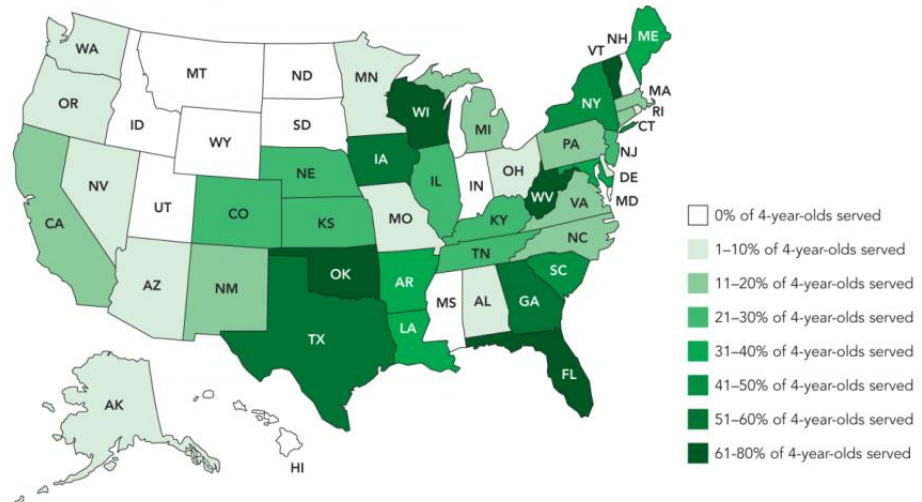 WA
MT
ND
MN
VT
NH
ME
OR
ID
WY
SD
WI
MI
NY
MA
RI
CT
NV
UT
CO
NE
IA
IL
IN
OH
PA
NJ
DE
MD
CA
AZ
NM
KS
MO
KY
WV
VA
OK
AR
TN
NC
TX
LA
MS
AL
GA
SC
FL
AK
HI
0% of 4-year-olds served
1–10% of 4-year-olds served
11–20% of 4-year-olds served
21–30% of 4-year-olds served
31–40% of 4-year-olds served
41–50% of 4-year-olds served
51–60% of 4-year-olds served
61-80% of 4-year-olds served